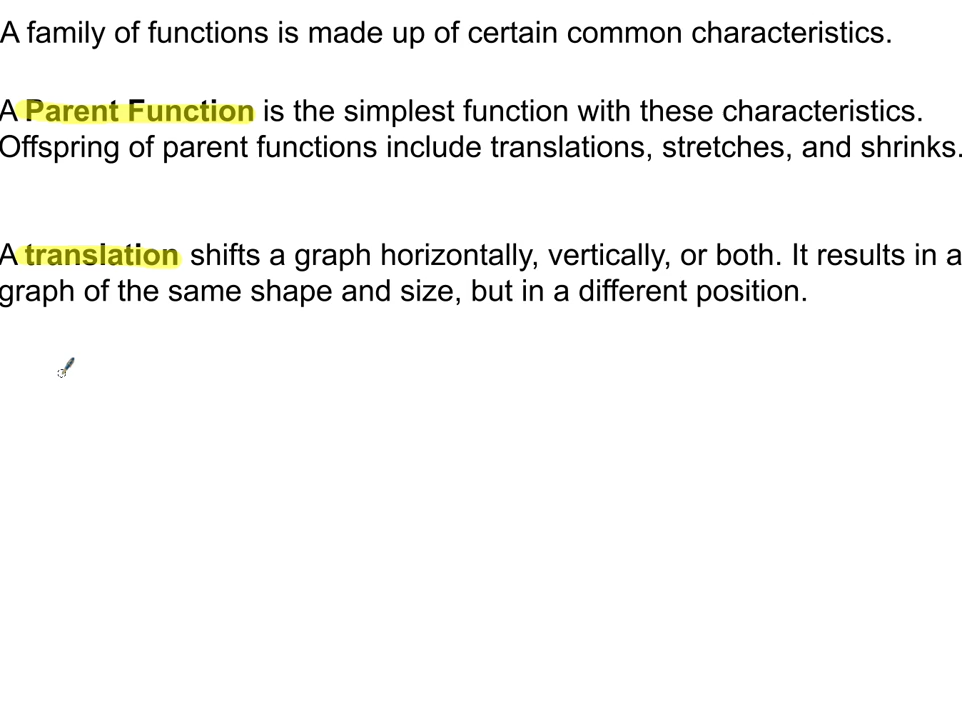 A family of functions is made up of certain common characteristics.
A Parent Function is the simplest function with these characteristics.
Offspring of parent functions include translations, stretches, and shrinks.
A translation shifts a graph horizontally, vertically, or both. It results in a
graph of the same shape and size, but in a different position.